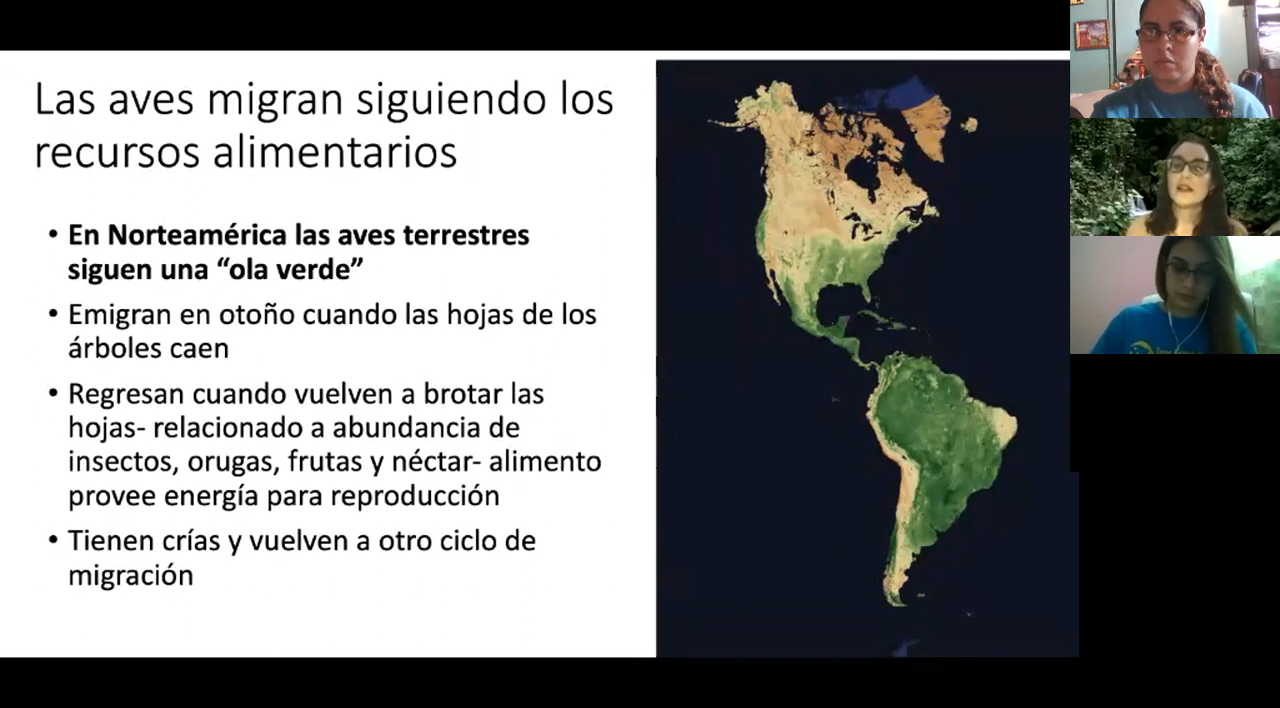 Las aves migran siguiendo los
recursos alimentarios
• En Norteamérica las aves terrestres
siguen una “ola verde”
• Emigran en otoño cuando las hojas de los
árboles caen
• Regresan cuando vuelven a brotar las
hojas- relacionado a abundancia de
insectos, orugas, frutas y néctar- alimento
provee energía para reproducción
• Tienen crías y vuelven a otro ciclo de
migración